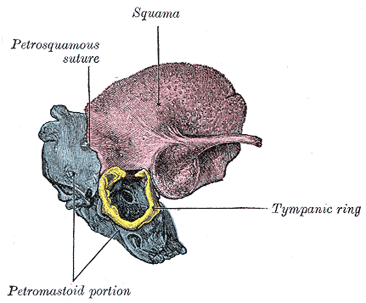 Squama
Petrosquamous
suture
Tympanic ring
Petromastoid portion